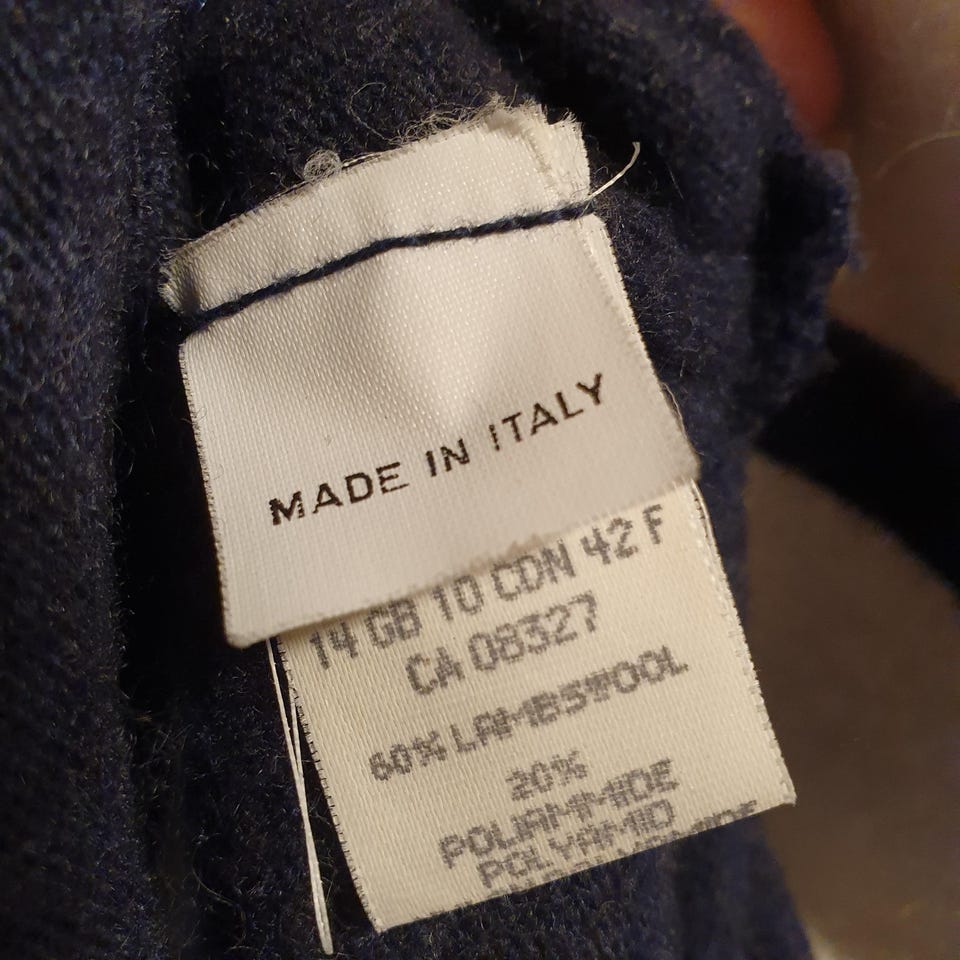 MADE IN ITALY
14 GB 10 CDN 42 F
CA 08327
60% LAMBSWOOL
20%
POLIAMMIDE
POLYAMID